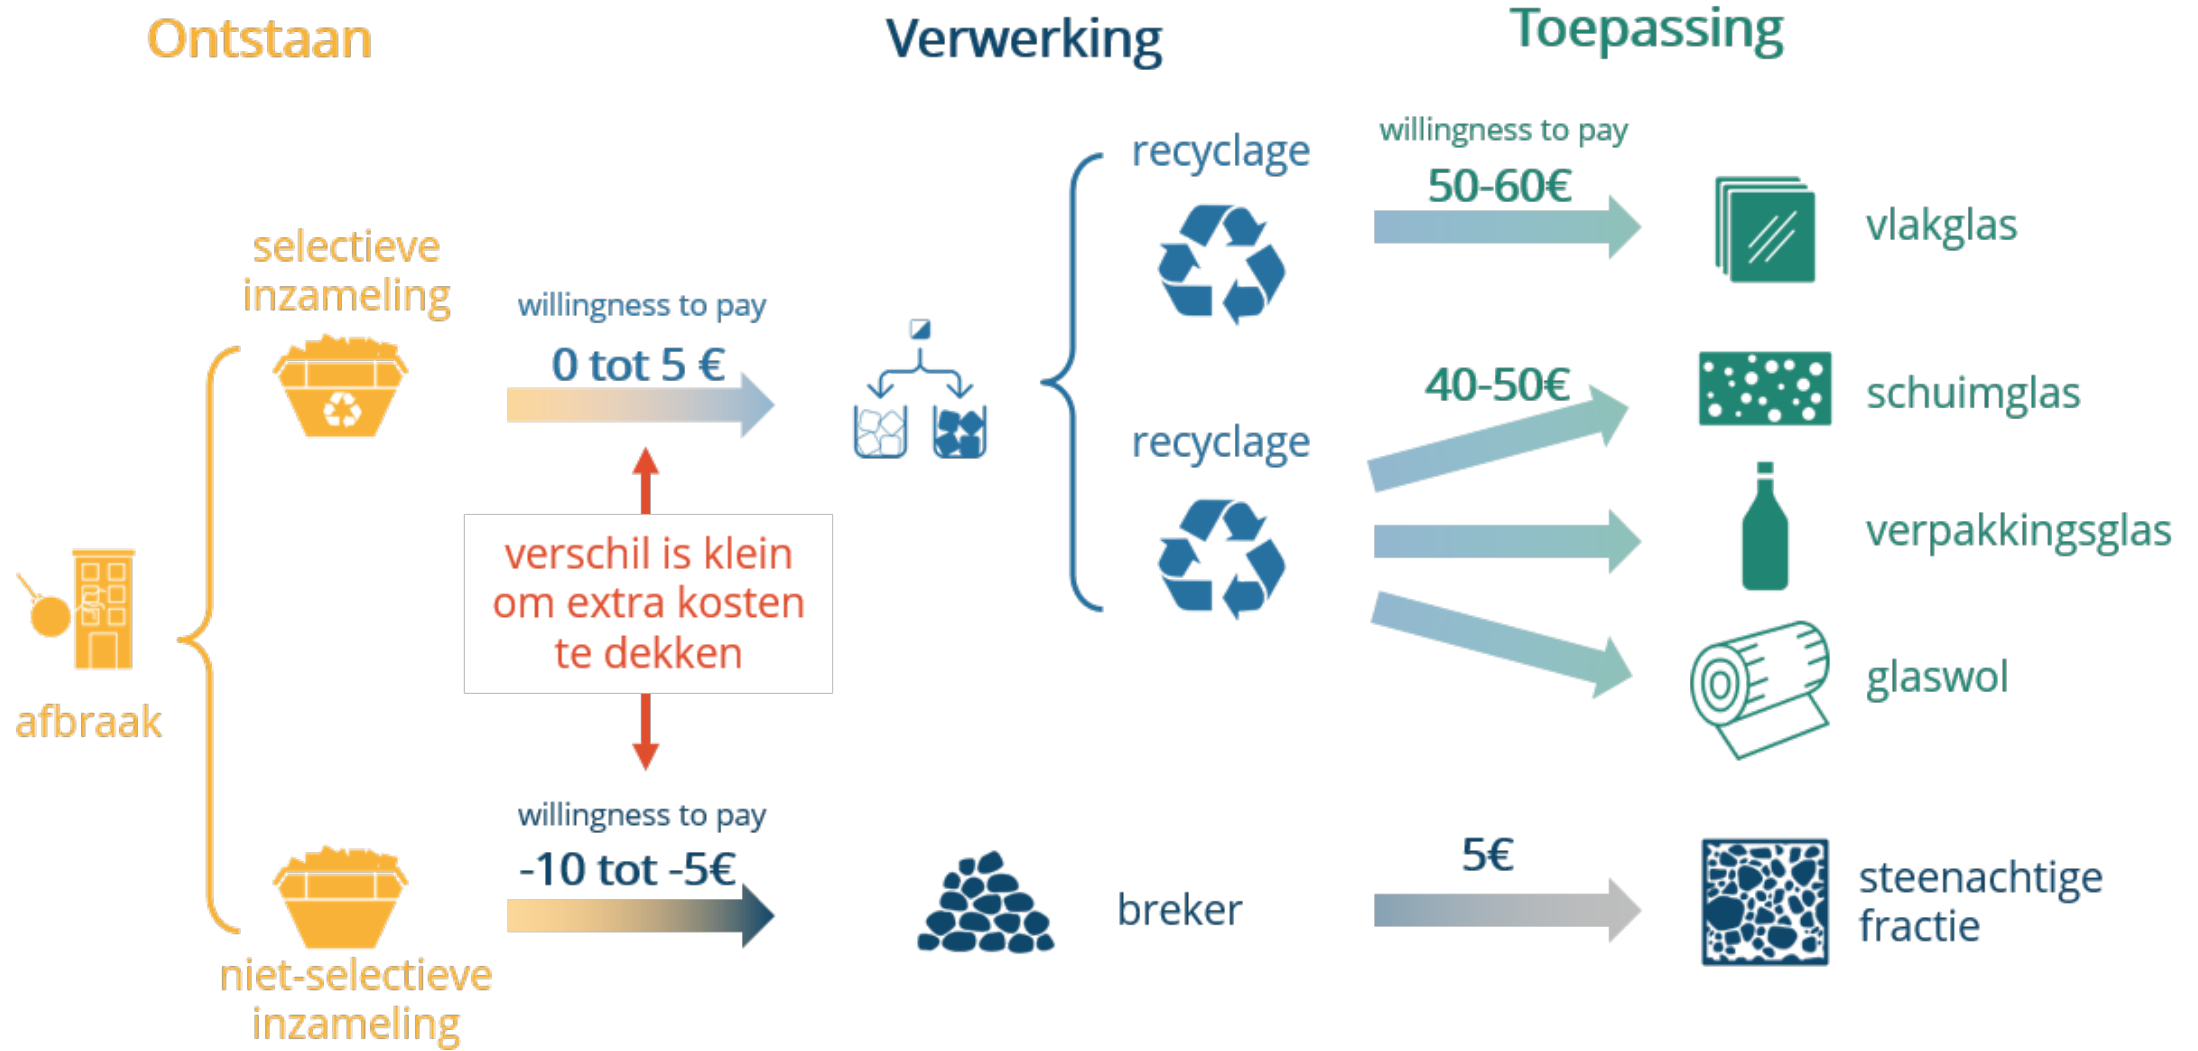 Ontstaan
Verwerking
Toepassing
selectieve
inzameling
willingness to pay
0 tot 5 €
recyclage
willingness to pay
50-60€
vlakglas
recyclage
40-50€
schuimglas
verpakkingsglas
glaswol
verschil is klein
om extra kosten
te dekken
afbraak
niet-selectieve
inzameling
willingness to pay
-10 tot -5€
breker
5€
steenachtige
fractie